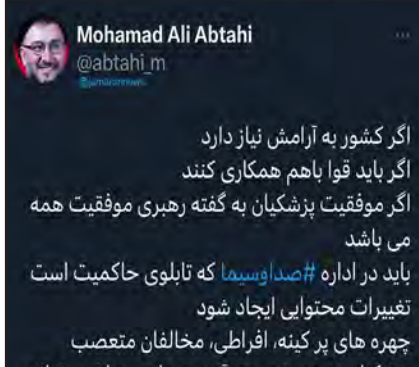 Mohamad Ali Abtahi
@abtahi_m
اگر کشور به آرامش نیاز دارد
اگر باید قوا باهم همکاری کنند
اگر موفقیت پزشکیان به گفته رهبری موفقیت همه
می باشد
باید در اداره #صداوسیما که تابلوی حاکمیت است
تغییرات محتوایی ایجاد شود
چهره های پر کینه، افراطی، مخالفان متعصب